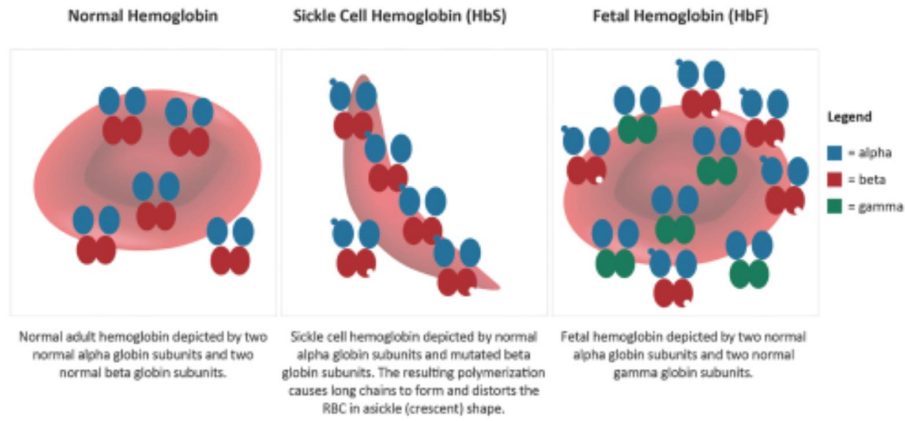 Normal Hemoglobin
Sickle Cell Hemoglobin (HbS)
Fetal Hemoglobin (HbF)
Legend
= alpha
= beta
= gamma
Normal adult hemoglobin depicted by two
normal alpha globin subunits and two
normal beta globin subunits.
Sickle cell hemoglobin depicted by normal
alpha globin subunits and mutated beta
globin subunits. The resulting polymerization
causes long chains to form and distorts the
RBC in asickle (crescent) shape.
Fetal hemoglobin depicted by two normal
alpha globin subunits and two normal
gamma globin subunits.